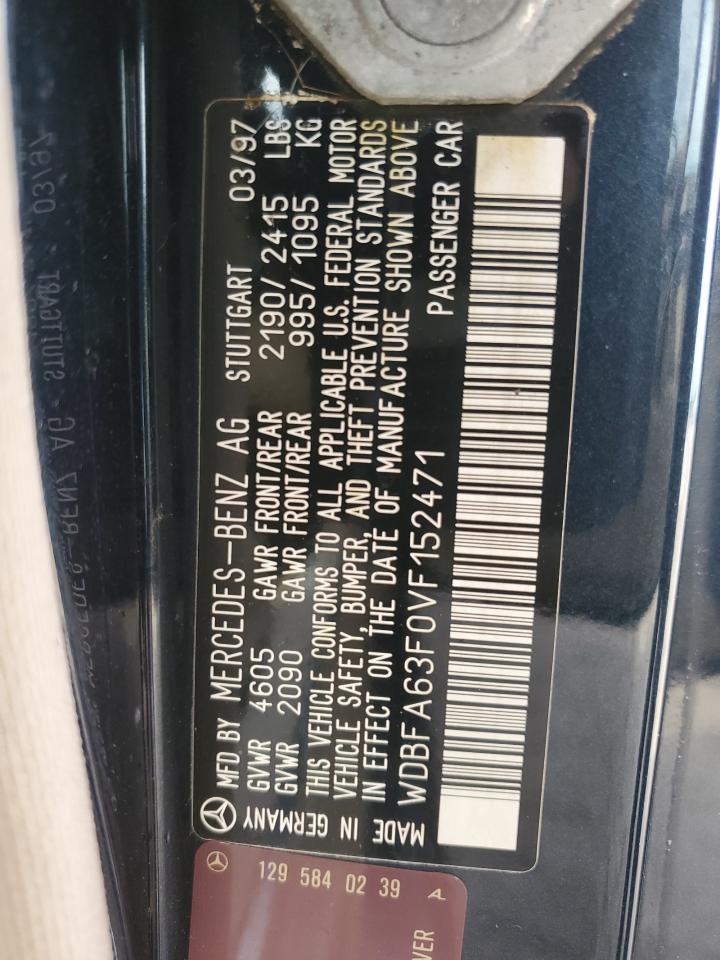 MFD BY MERCEDES-BENZ AG STUTTGART 03/97
GVWR 4605 GAWR FRONT/REAR 2190/2415 LBS
GVWR 2090 GAWR FRONT/REAR 995/1095 KG
THIS VEHICLE CONFORMS TO ALL APPLICABLE U.S. FEDERAL MOTOR
VEHICLE SAFETY, BUMPER, AND THEFT PREVENTION STANDARDS
IN EFFECT ON THE DATE OF MANUFACTURE SHOWN ABOVE
WDBFA63F0VF152471 PASSENGER CAR
MADE IN GERMANY
129 584 02 39 A